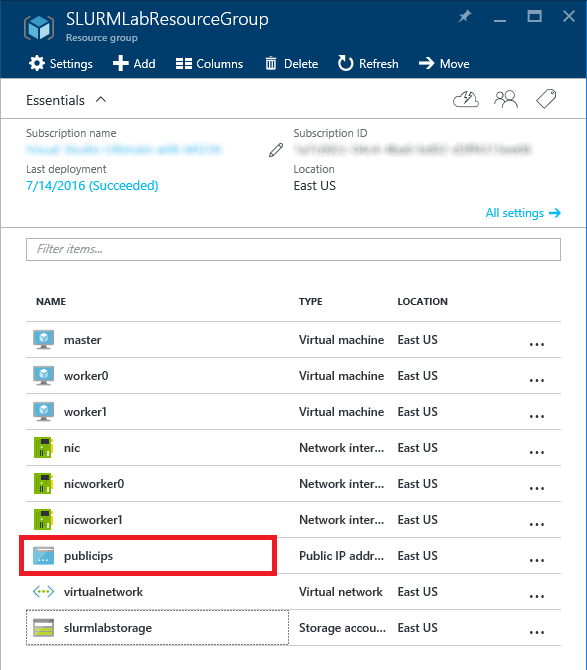 SLURMLabResourceGroup
Resource group
Settings Add Columns Delete Refresh Move
Essentials
Subscription name Subscription ID
Last deployment Location
7/14/2016 (Succeeded) East US
All settings →
Filter items...
NAME TYPE LOCATION
master Virtual machine East US ...
worker0 Virtual machine East US ...
worker1 Virtual machine East US ...
nic Network inter... East US ...
nicworker0 Network inter... East US ...
nicworker1 Network inter... East US ...
publicips Public IP addr... East US ...
virtualnetwork Virtual network East US ...
slurmlabstorage Storage accou... East US ...